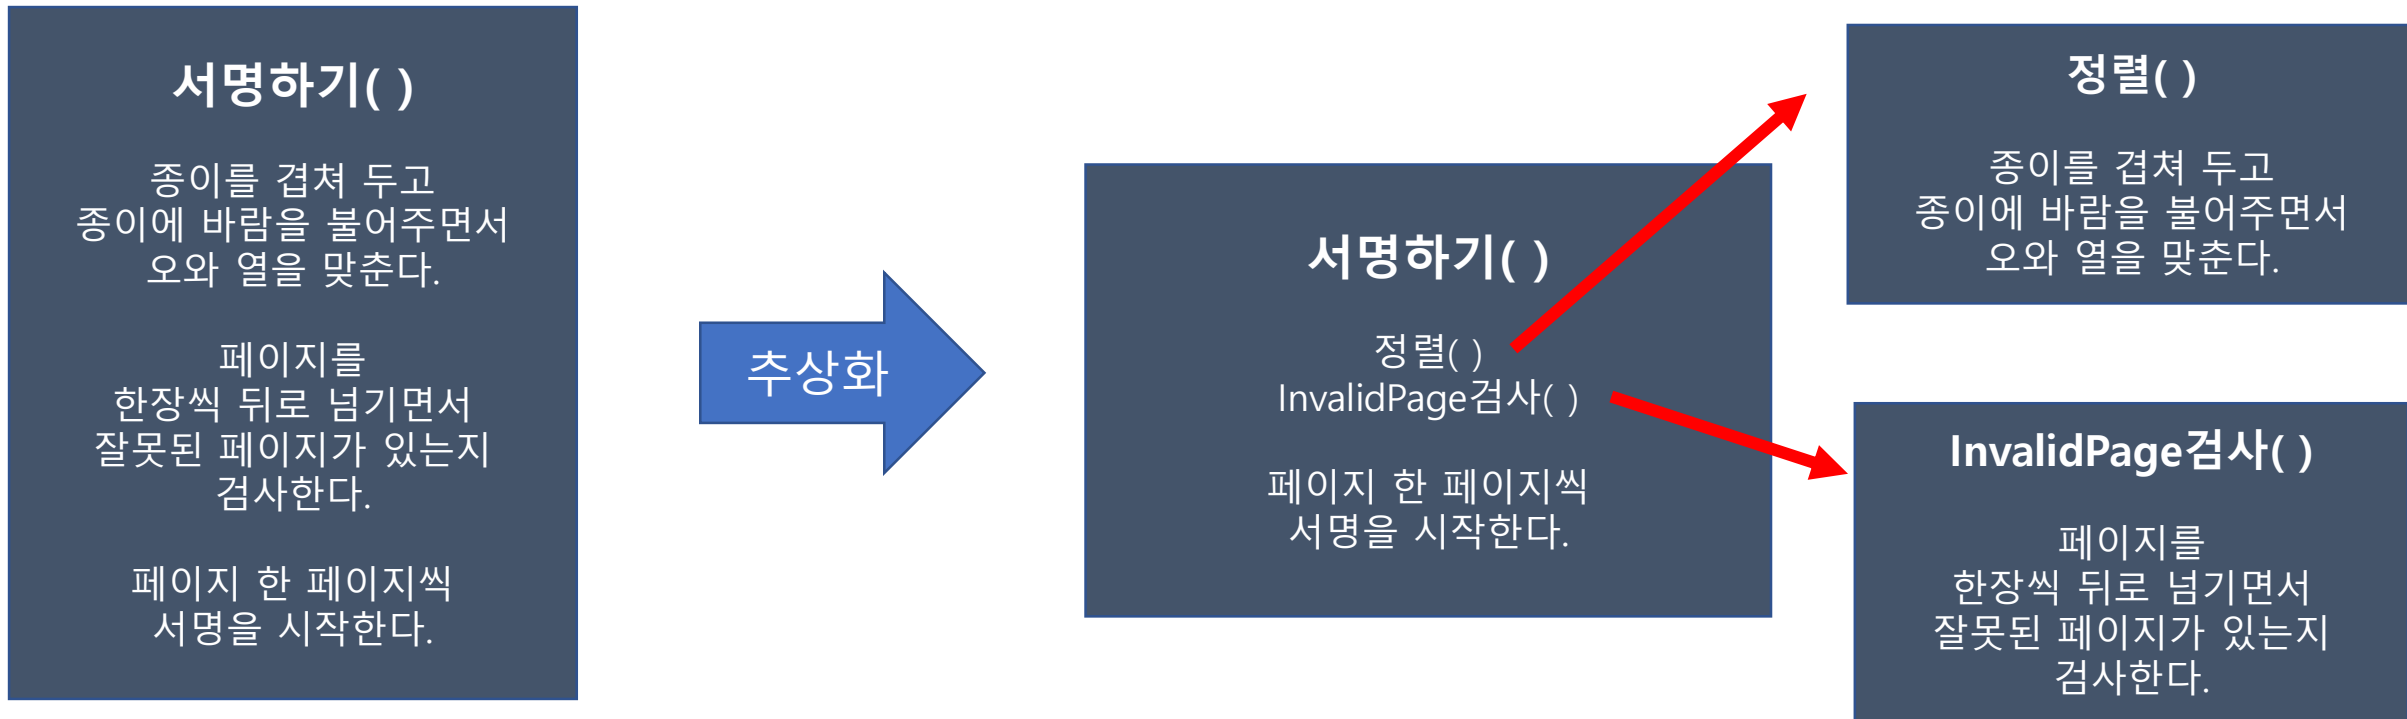 서명하기( )
종이를 겹쳐 두고
종이에 바람을 불어주면서
오와 열을 맞춘다.
페이지를
한장씩 뒤로 넘기면서
잘못된 페이지가 있는지
검사한다.
페이지 한 페이지씩
서명을 시작한다.
추상화
서명하기( )
정렬( )
InvalidPage검사( )
페이지 한 페이지씩
서명을 시작한다.
정렬( )
종이를 겹쳐 두고
종이에 바람을 불어주면서
오와 열을 맞춘다.
InvalidPage검사( )
페이지를
한장씩 뒤로 넘기면서
잘못된 페이지가 있는지
검사한다.